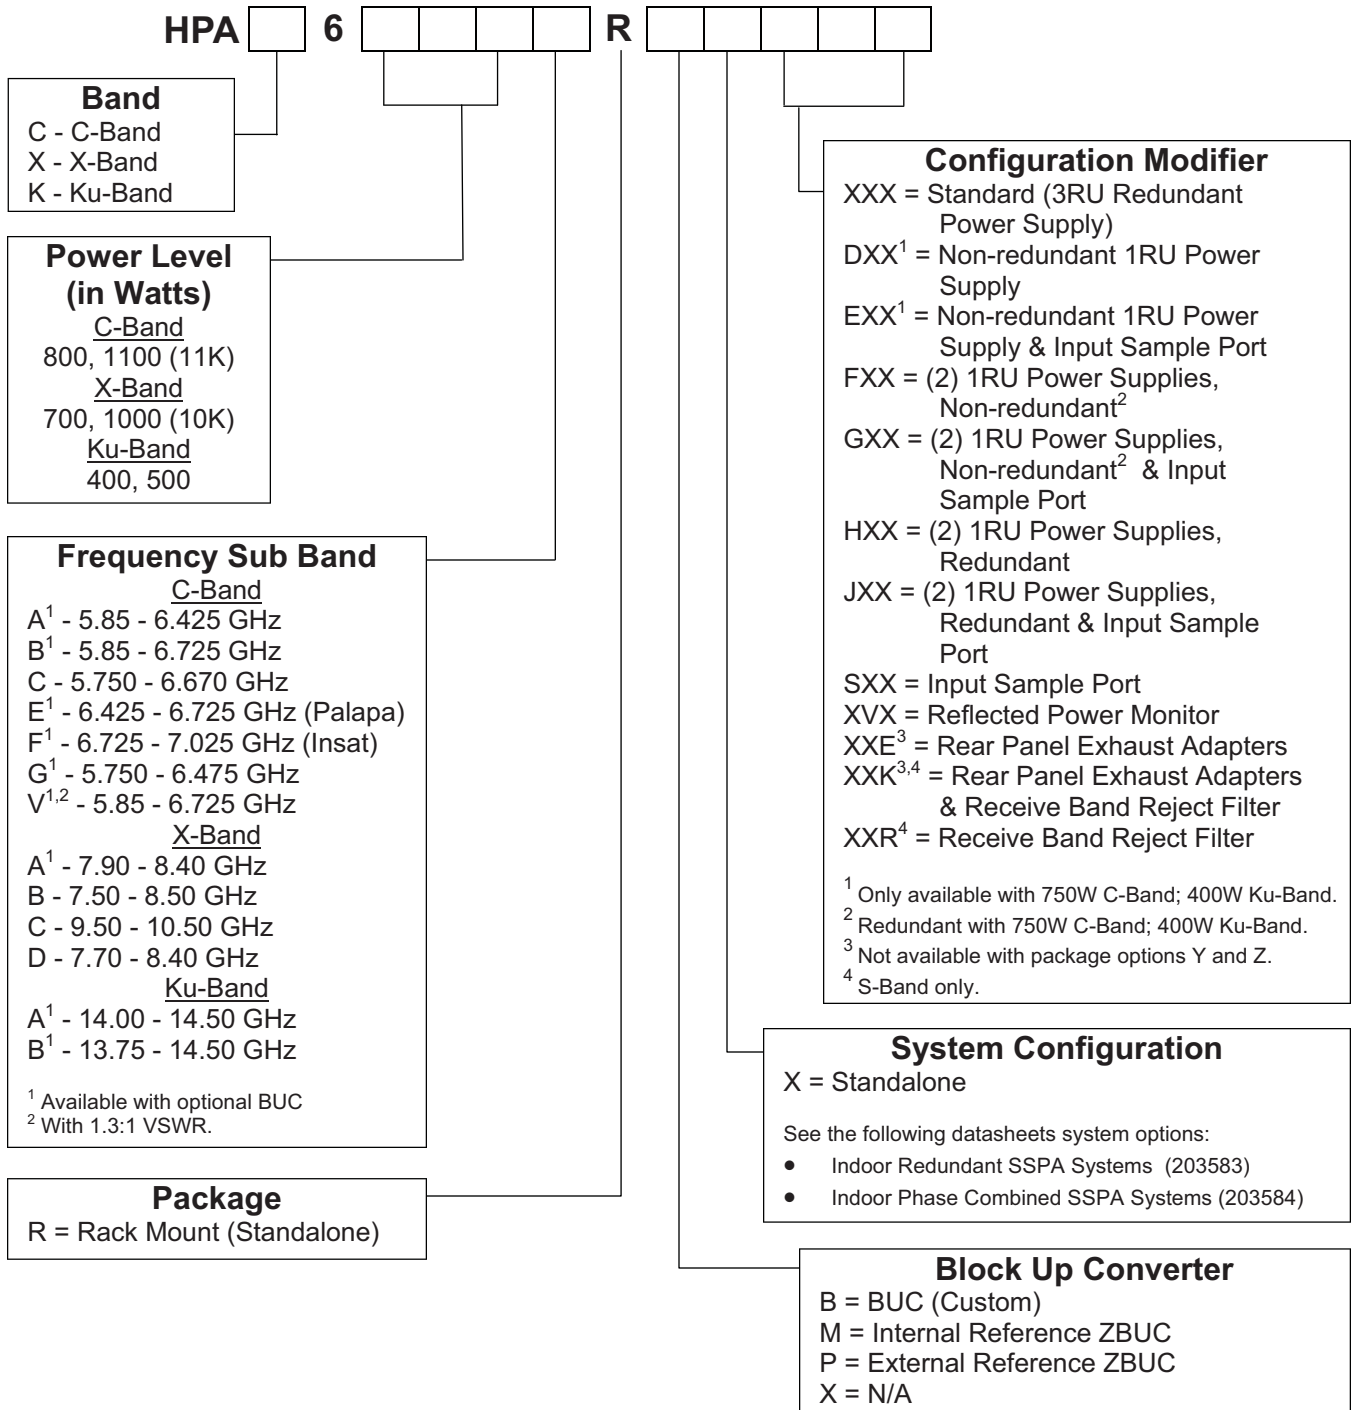 HPA 6 R
Band
C - C-Band
X - X-Band
K - Ku-Band
Power Level
(in Watts)
C-Band
800, 1100 (11K)
X-Band
700, 1000 (10K)
Ku-Band
400, 500
Frequency Sub Band
C-Band
A¹ - 5.85 - 6.425 GHz
B¹ - 5.85 - 6.725 GHz
C - 5.750 - 6.670 GHz
E¹ - 6.425 - 6.725 GHz (Palapa)
F¹ - 6.725 - 7.025 GHz (Insat)
G¹ - 5.750 - 6.475 GHz
V¹,² - 5.85 - 6.725 GHz
X-Band
A¹ - 7.90 - 8.40 GHz
B - 7.50 - 8.50 GHz
C - 9.50 - 10.50 GHz
D - 7.70 - 8.40 GHz
Ku-Band
A¹ - 14.00 - 14.50 GHz
B¹ - 13.75 - 14.50 GHz
¹ Available with optional BUC
² With 1.3:1 VSWR.
Package
R = Rack Mount (Standalone)
Configuration Modifier
XXX = Standard (3RU Redundant
Power Supply)
DXX¹ = Non-redundant 1RU Power
Supply
EXX¹ = Non-redundant 1RU Power
Supply & Input Sample Port
FXX = (2) 1RU Power Supplies,
Non-redundant²
GXX = (2) 1RU Power Supplies,
Non-redundant² & Input
Sample Port
HXX = (2) 1RU Power Supplies,
Redundant
JXX = (2) 1RU Power Supplies,
Redundant & Input Sample
Port
SXX = Input Sample Port
XVX = Reflected Power Monitor
XXE³ = Rear Panel Exhaust Adapters
XXK³,⁴ = Rear Panel Exhaust Adapters
& Receive Band Reject Filter
XXR⁴ = Receive Band Reject Filter
¹ Only available with 750W C-Band; 400W Ku-Band.
² Redundant with 750W C-Band; 400W Ku-Band.
³ Not available with package options Y and Z.
⁴ S-Band only.
System Configuration
X = Standalone
See the following datasheets system options:
• Indoor Redundant SSPA Systems (203583)
• Indoor Phase Combined SSPA Systems (203584)
Block Up Converter
B = BUC (Custom)
M = Internal Reference ZBUC
P = External Reference ZBUC
X = N/A